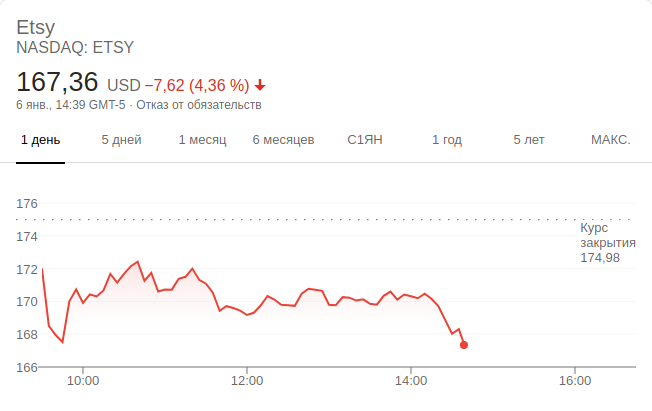 Etsy
NASDAQ: ETSY
167,36 USD −7,62 (4,36 %)
6 янв., 14:39 GMT-5 · Отказ от обязательств
1 день 5 дней 1 месяц 6 месяцев С1ЯН 1 год 5 лет МАКС.
176
174
172
170
168
166
Курс
закрытия
174,98
10:00 12:00 14:00 16:00